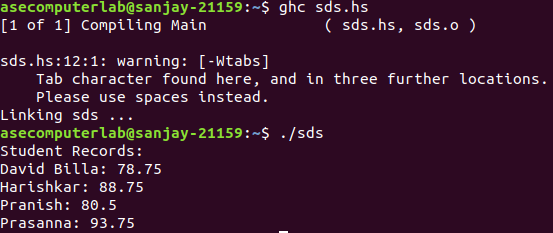 asecomputerlab@sanjay-21159:~$ ghc sds.hs
[1 of 1] Compiling Main             ( sds.hs, sds.o )

sds.hs:12:1: warning: [-Wtabs]
    Tab character found here, and in three further locations.
    Please use spaces instead.
Linking sds ...
asecomputerlab@sanjay-21159:~$ ./sds
Student Records:
David Billa: 78.75
Harishkar: 88.75
Pranish: 80.5
Prasanna: 93.75